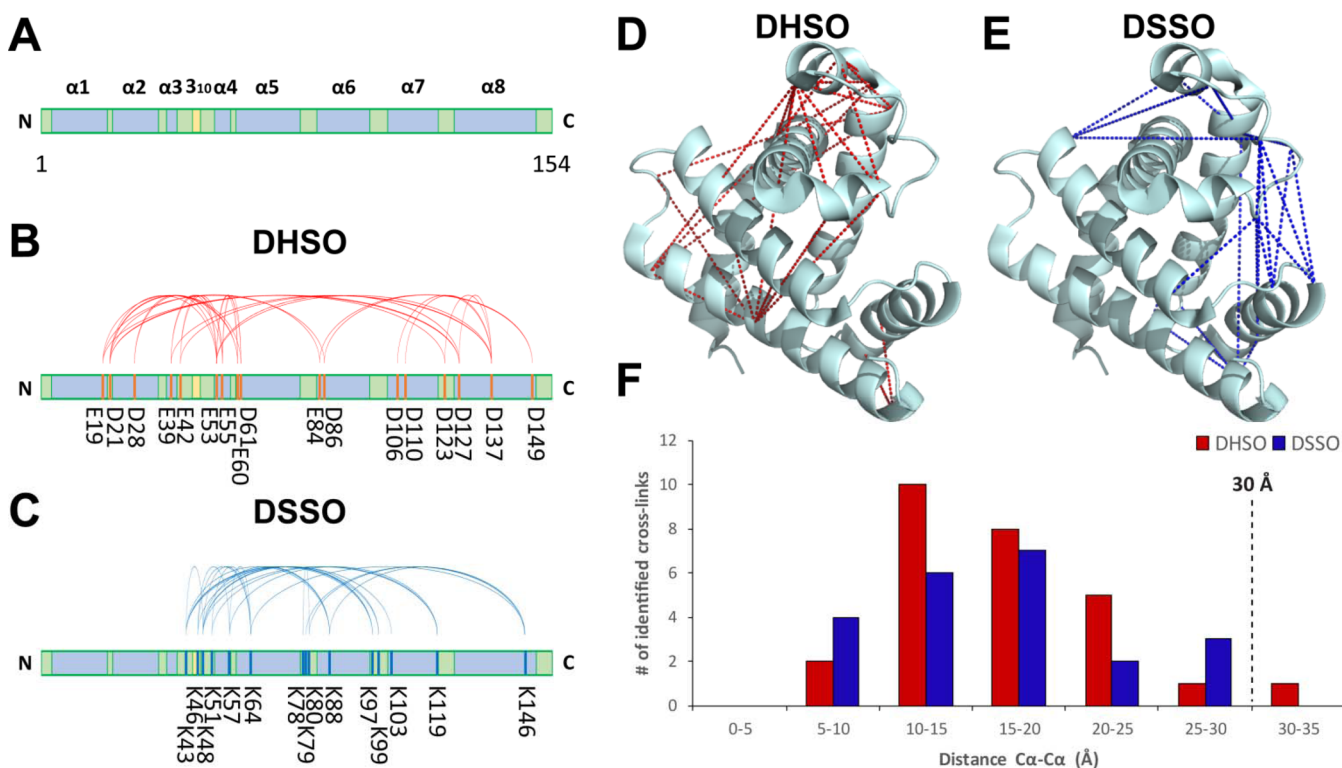 A
α1 α2 α3 3₁₀ α4 α5 α6 α7 α8
N C
1 154
B
DHSO
N C
E19 D21 D28 E39 E42 E53 E55 D61 E60 E84 D86 D106 D110 D123 D127 D137 D149
C
DSSO
N C
K43 K46 K48 K51 K57 K64 K78 K79 K80 K88 K97 K99 K103 K119 K146
D
DHSO
E
DSSO
F
DHSO DSSO
30 Å
# of identified cross-links
12
10
8
6
4
2
0
0-5 5-10 10-15 15-20 20-25 25-30 30-35
Distance Cα-Cα (Å)